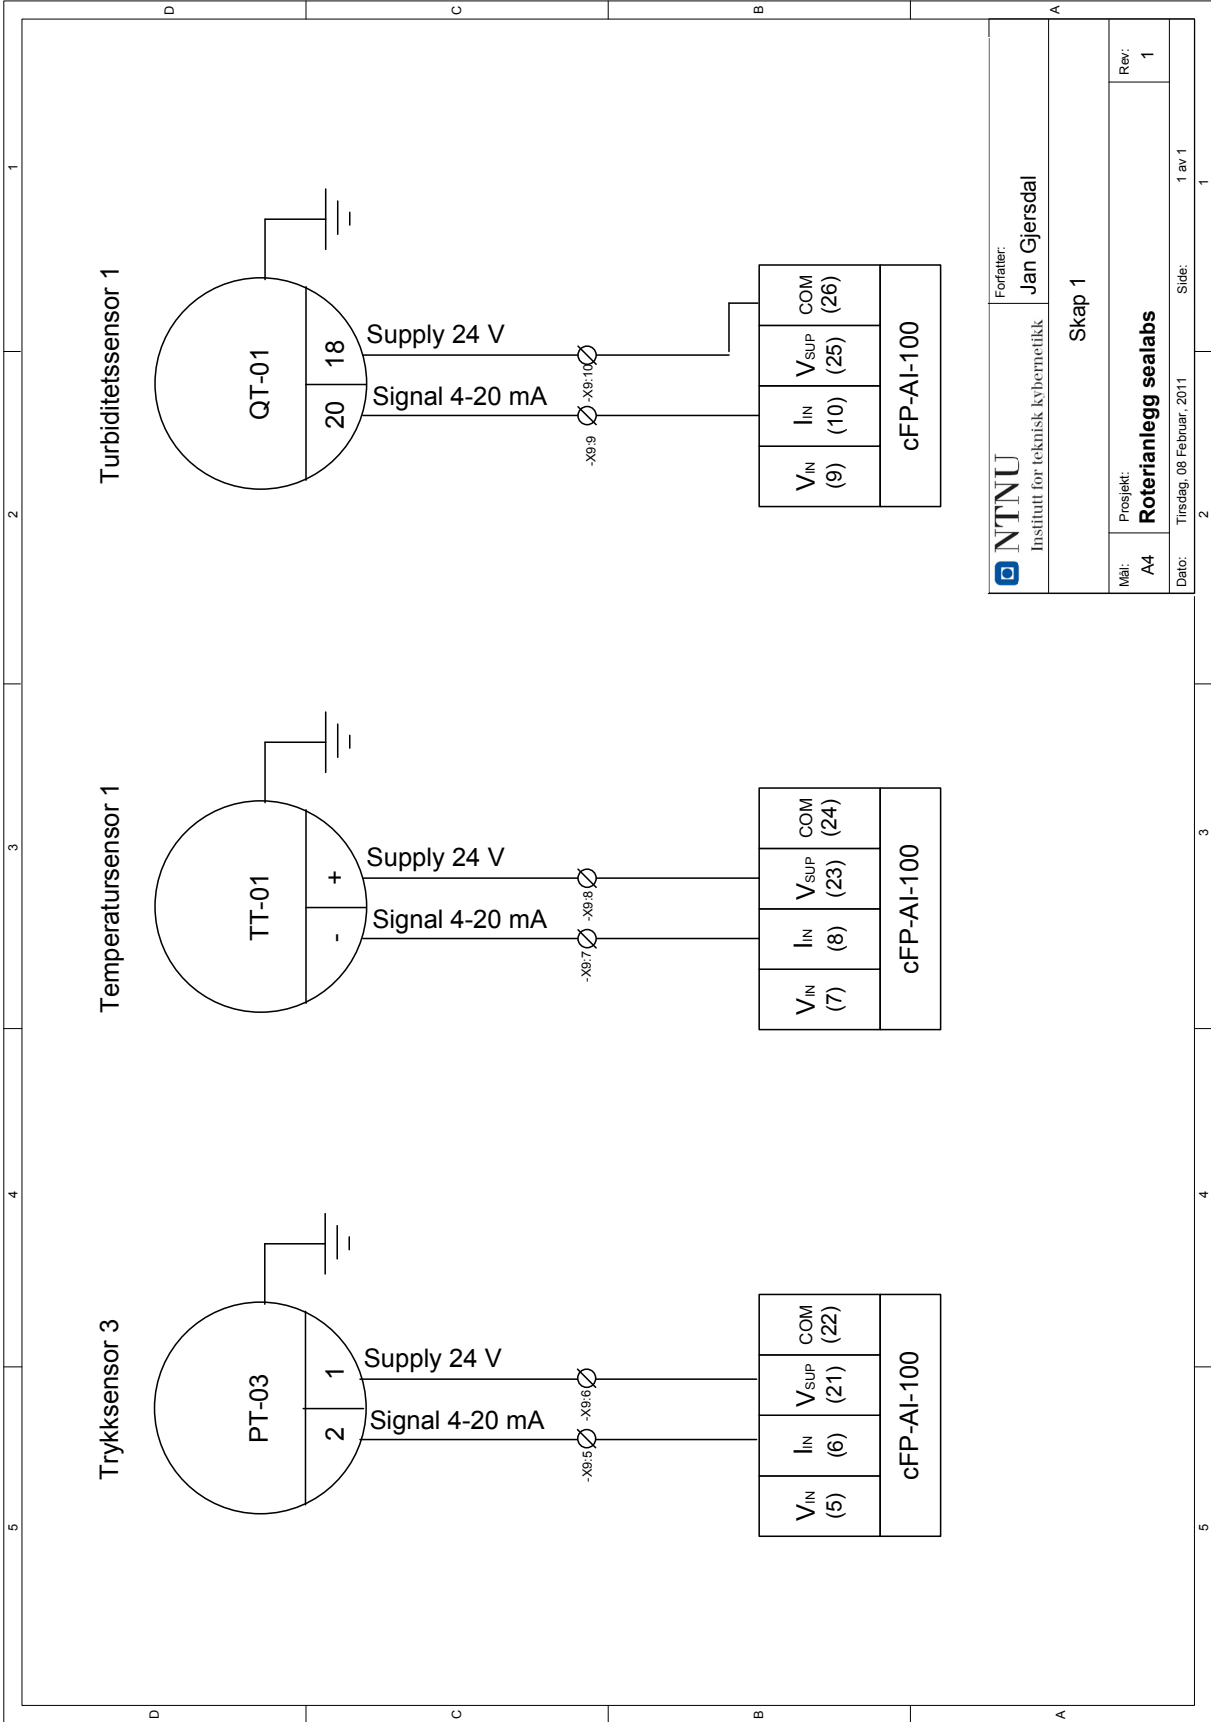 5
4
3
2
1
D
C
B
A
Trykksensor 3
PT-03
2
1
Signal 4-20 mA
Supply 24 V
-X9:5
-X9:6
VIN
(5)
IIN
(6)
VSUP
(21)
COM
(22)
cFP-AI-100
Temperatursensor 1
TT-01
-
+
Signal 4-20 mA
Supply 24 V
-X9:7
-X9:8
VIN
(7)
IIN
(8)
VSUP
(23)
COM
(24)
cFP-AI-100
Turbiditetssensor 1
QT-01
20
18
Signal 4-20 mA
Supply 24 V
-X9:9
-X9:10
VIN
(9)
IIN
(10)
VSUP
(25)
COM
(26)
cFP-AI-100
NTNU
Institutt for teknisk kybernetikk
Forfatter:
Jan Gjersdal
Skap 1
Mål:
A4
Prosjekt:
Roterianlegg sealabs
Rev:
1
Dato:
Tirsdag, 08 Februar, 2011
Side:
1 av 1
D
C
B
A
5
4
3
2
1